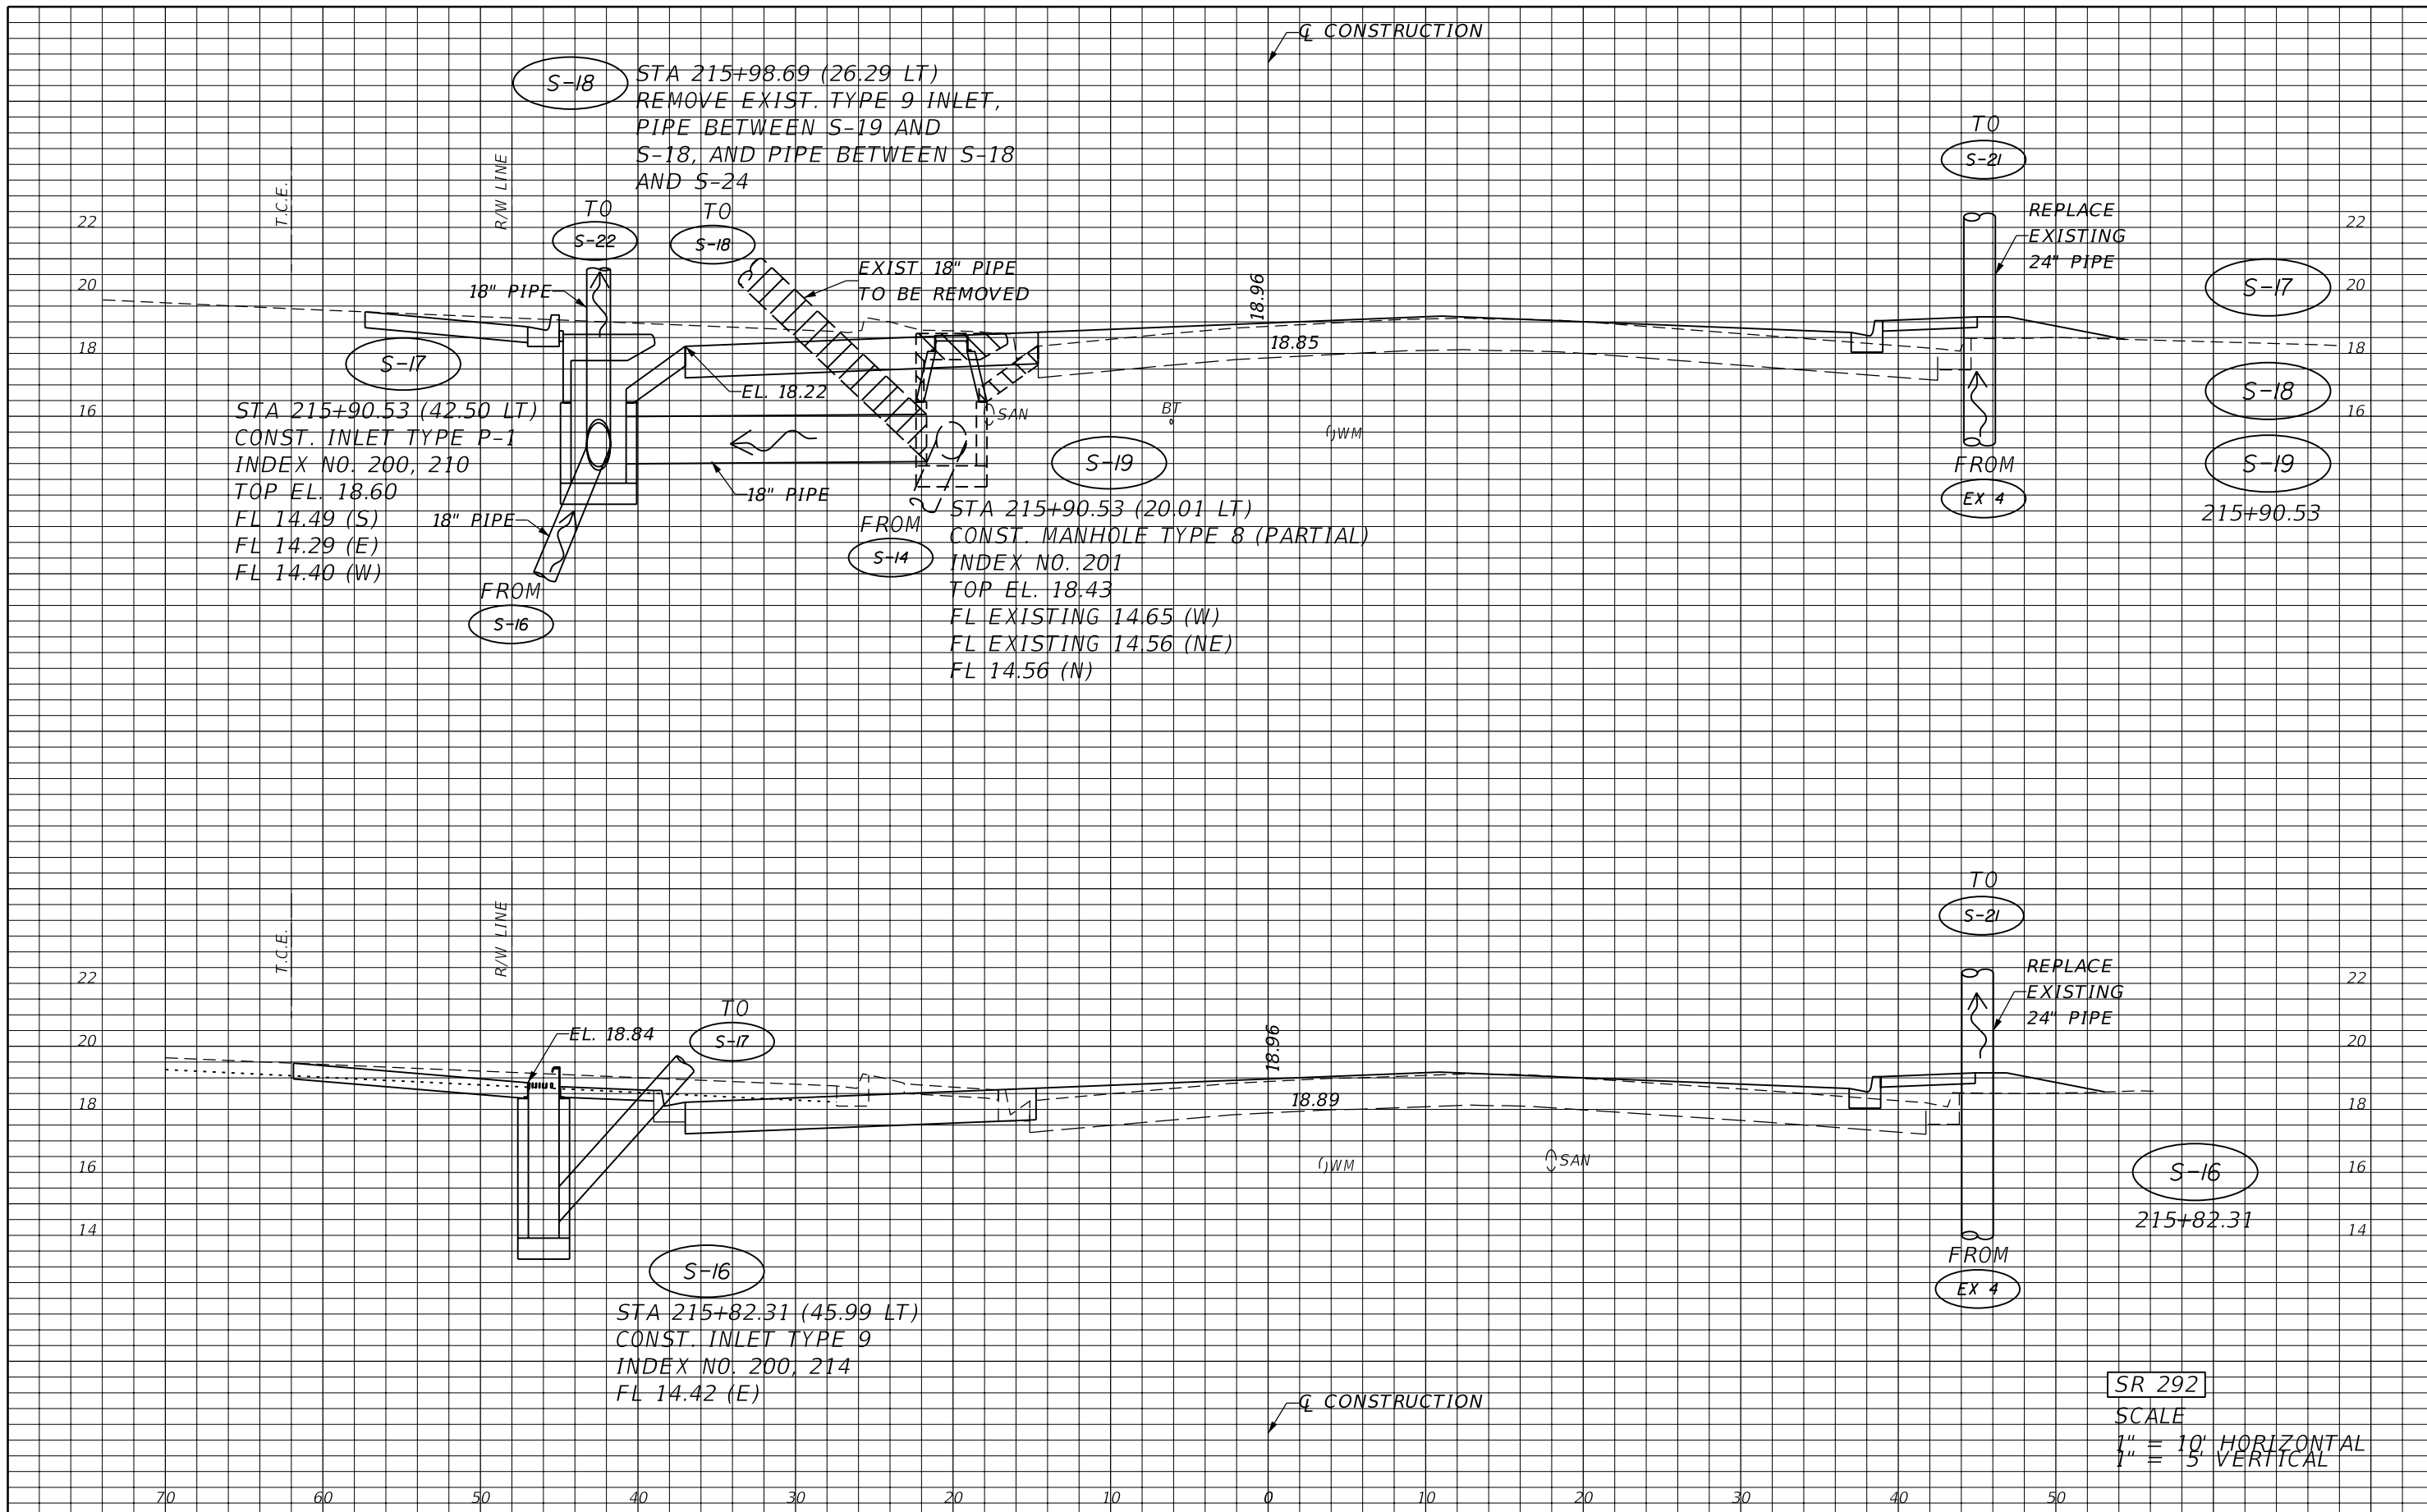 ℄ CONSTRUCTION
S-18
STA 215+98.69 (26.29 LT)
REMOVE EXIST. TYPE 9 INLET,
PIPE BETWEEN S-19 AND
S-18, AND PIPE BETWEEN S-18
AND S-24
T.C.E.
R/W LINE
TO
S-22
TO
S-18
TO
S-21
REPLACE
EXISTING
24" PIPE
22
22
20
20
18
18
16
16
18" PIPE
EXIST. 18" PIPE
TO BE REMOVED
18.96
18.85
S-17
S-18
S-19
215+90.53
S-17
STA 215+90.53 (42.50 LT)
CONST. INLET TYPE P-1
INDEX NO. 200, 210
TOP EL. 18.60
FL 14.49 (S)
FL 14.29 (E)
FL 14.40 (W)
EL. 18.22
SAN
BT
WM
18" PIPE
18" PIPE
FROM
S-16
FROM
S-14
S-19
STA 215+90.53 (20.01 LT)
CONST. MANHOLE TYPE 8 (PARTIAL)
INDEX NO. 201
TOP EL. 18.43
FL EXISTING 14.65 (W)
FL EXISTING 14.56 (NE)
FL 14.56 (N)
FROM
EX 4
T.C.E.
R/W LINE
TO
S-21
REPLACE
EXISTING
24" PIPE
22
22
20
20
18
18
16
16
14
14
EL. 18.84
TO
S-17
18.96
18.89
WM
SAN
S-16
215+82.31
FROM
EX 4
S-16
STA 215+82.31 (45.99 LT)
CONST. INLET TYPE 9
INDEX NO. 200, 214
FL 14.42 (E)
℄ CONSTRUCTION
SR 292
SCALE
1" = 10' HORIZONTAL
1" = 5' VERTICAL
70 60 50 40 30 20 10 0 10 20 30 40 50